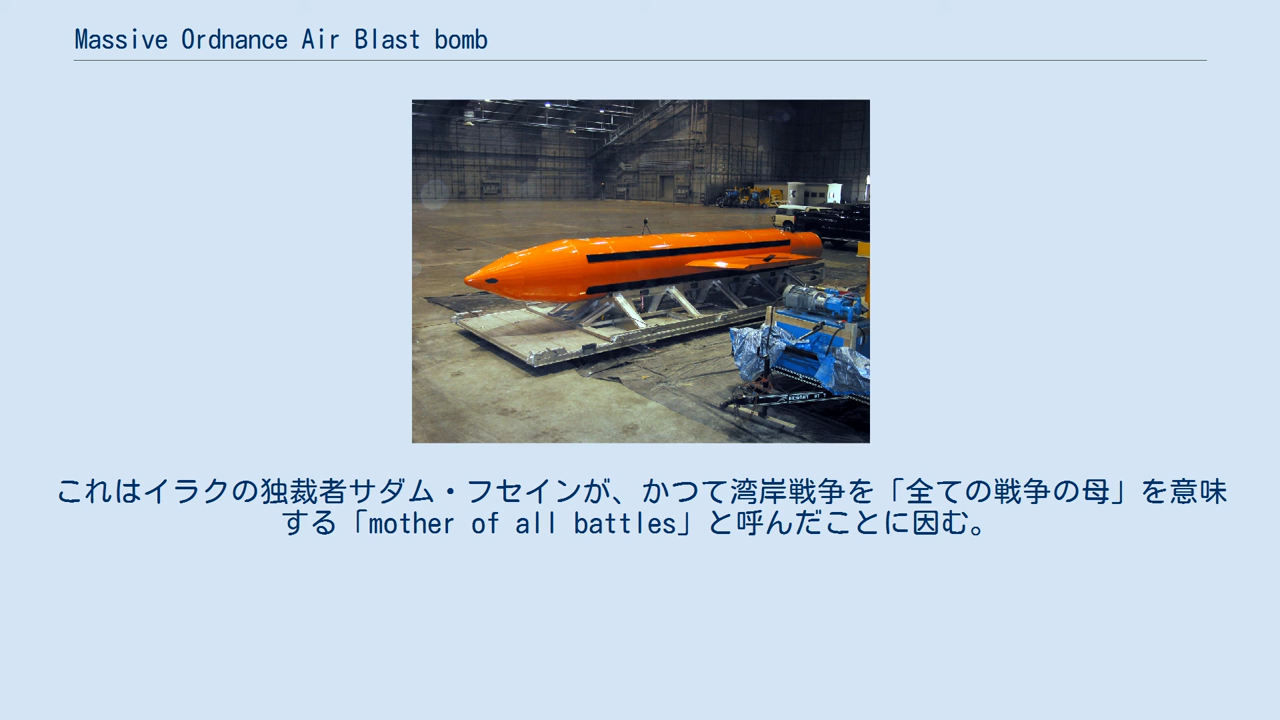 Massive Ordnance Air Blast bomb
これはイラクの独裁者サダム・フセインが、かつて湾岸戦争を「全ての戦争の母」を意味
する「mother of all battles」と呼んだことに因む。